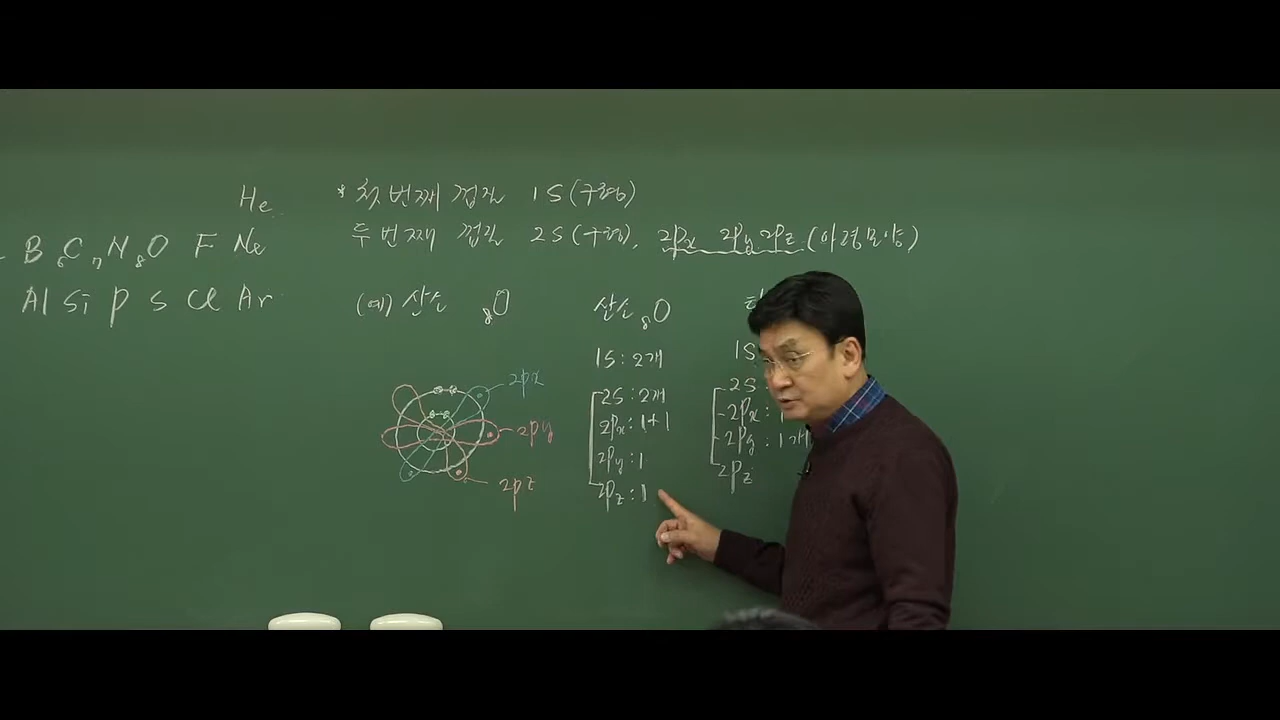 He
B ₆C ₇N ₈O F Ne
Al Si P S Cl Ar
* 첫번째 껍질 1S(구형)
두번째 껍질 2S(구형), 2Px 2Py 2Pz (아령모양)
(예) 산소 ₈O
2px
2py
2pz
산소 ₈O
1S : 2개
2S : 2개
2Px : 1+1
2Py : 1
2Pz : 1
1S
2S :
2Px : 1
2Py : 1개
2Pz